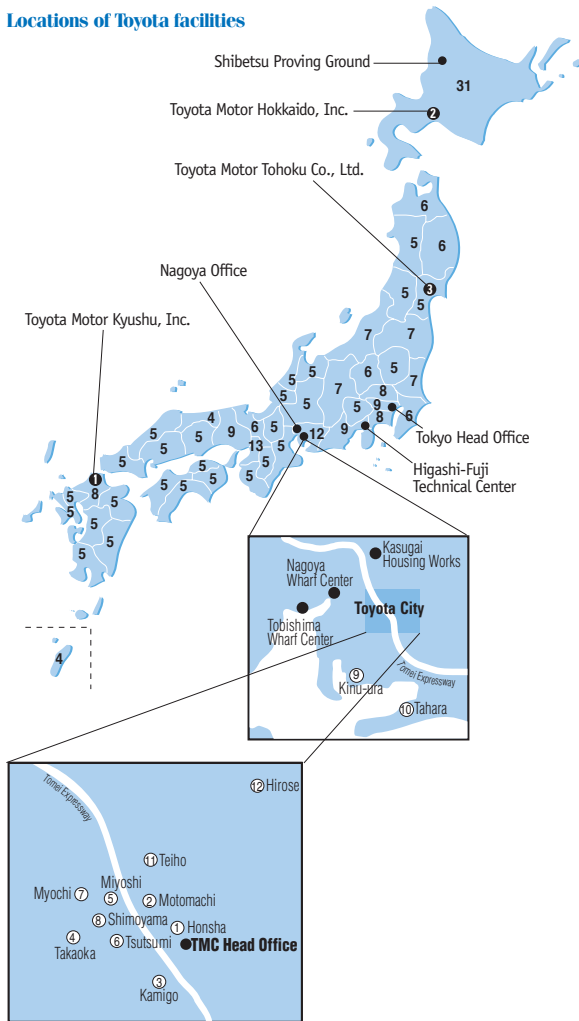 Locations of Toyota facilities
Shibetsu Proving Ground
31
Toyota Motor Hokkaido, Inc.
2
Toyota Motor Tohoku Co., Ltd.
6
5 6
Nagoya Office
5 3
5
Toyota Motor Kyushu, Inc.
7 7
5 5 7 6 5 7
5 5 8
4 5 9
5 5 9 6 5 12 9 8 6
Tokyo Head Office
5 5 13 5
Higashi-Fuji
Technical Center
5 5 5 5 5
1
5 8 5
5
5 5
5
4
Kasugai
Housing Works
Nagoya
Wharf Center
Toyota City
Tobishima
Wharf Center
Tomei Expressway
9
Kinu-ura
10 Tahara
Tomei Expressway
12 Hirose
11 Teiho
Miyoshi
Myochi 7 5 2 Motomachi
8 Shimoyama
1 Honsha
4 6 Tsutsumi TMC Head Office
Takaoka
3
Kamigo